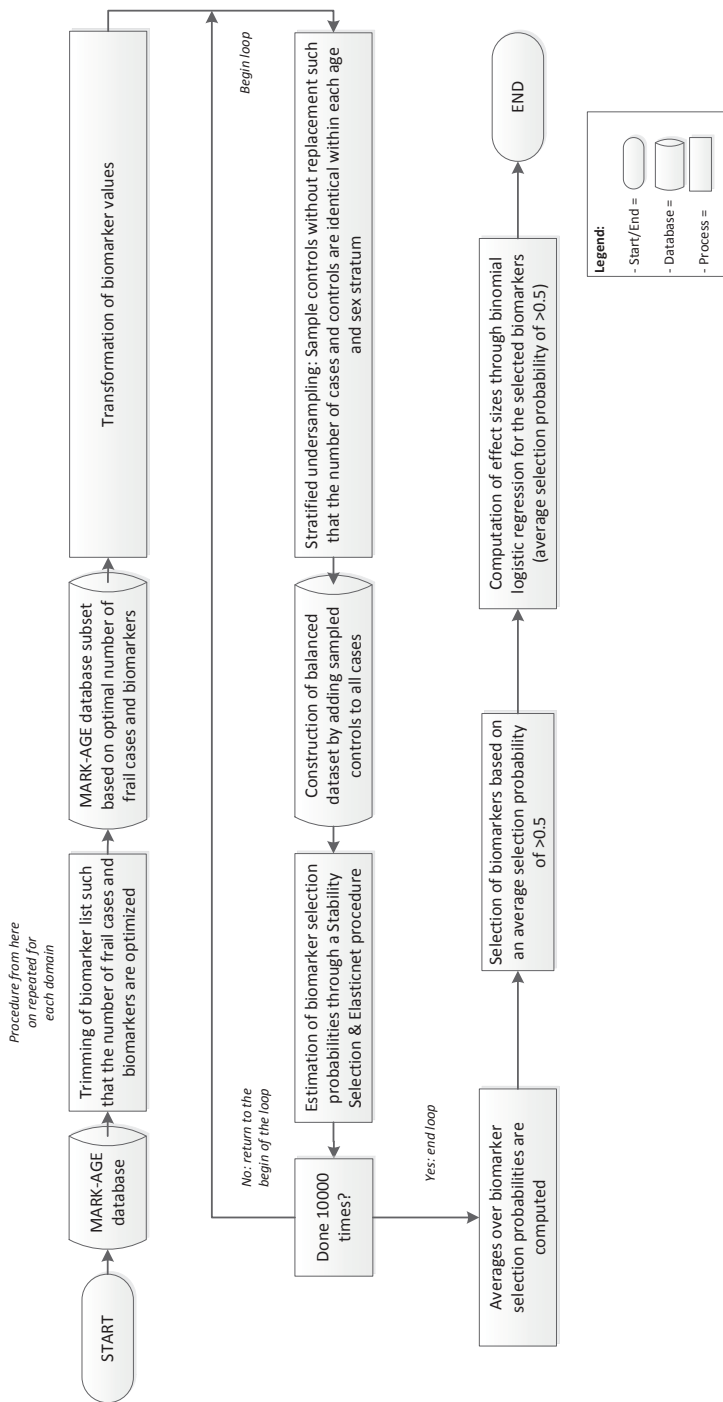 START
MARK-AGE
database
Procedure from here
on repeated for
each domain
Trimming of biomarker list such
that the number of frail cases and
biomarkers are optimized
MARK-AGE database subset
based on optimal number of
frail cases and biomarkers
Transformation of biomarker values
Begin loop
Stratified undersampling: Sample controls without replacement such
that the number of cases and controls are identical within each age
and sex stratum
Construction of balanced
dataset by adding sampled
controls to all cases
Estimation of biomarker selection
probabilities through a Stability
Selection & Elasticnet procedure
Done 10000
times?
No: return to the
begin of the loop
Yes: end loop
Averages over biomarker
selection probabilities are
computed
Selection of biomarkers based on
an average selection probability
of >0.5
Computation of effect sizes through binomial
logistic regression for the selected biomarkers
(average selection probability of >0.5)
END
Legend:
- Start/End =
- Database =
- Process =